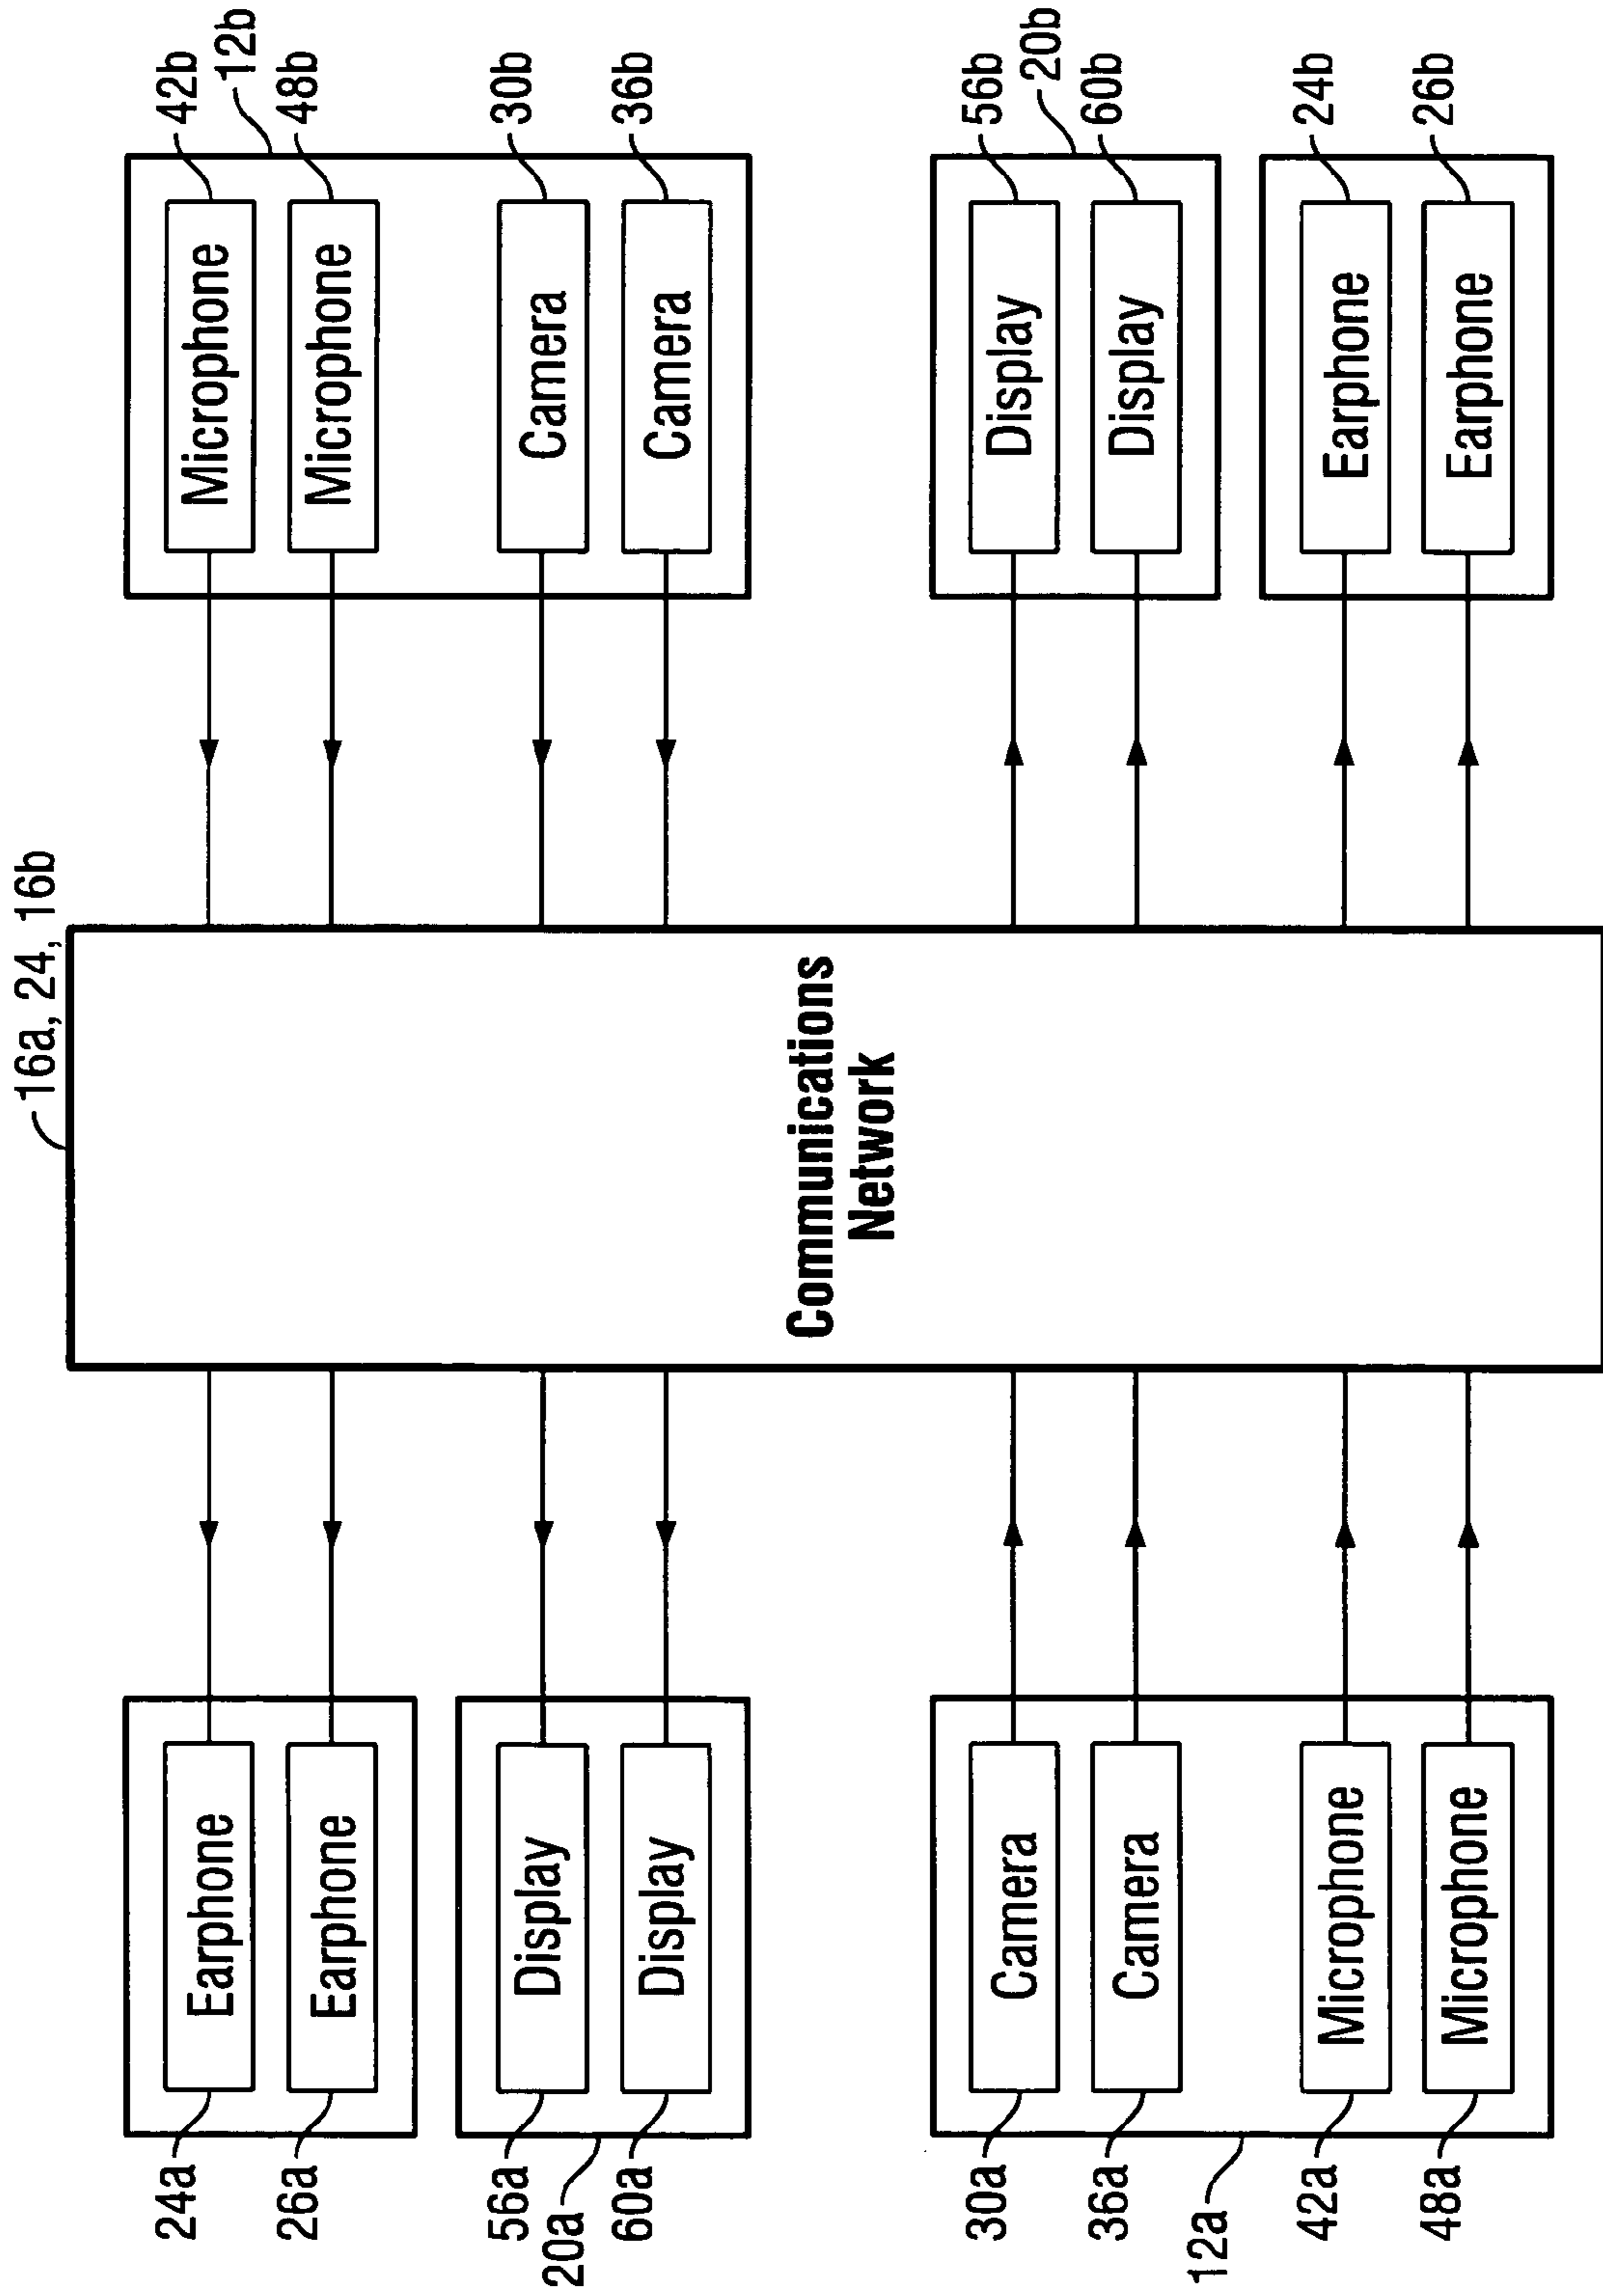 16a, 24, 16b
Communications
Network
24a
Earphone
26a
Earphone
56a
Display
20a
60a
Display
30a
Camera
36a
Camera
12a
42a
Microphone
48a
Microphone
Microphone
42b
12b
Microphone
48b
Camera
30b
Camera
36b
Display
56b
20b
Display
60b
Earphone
24b
Earphone
26b